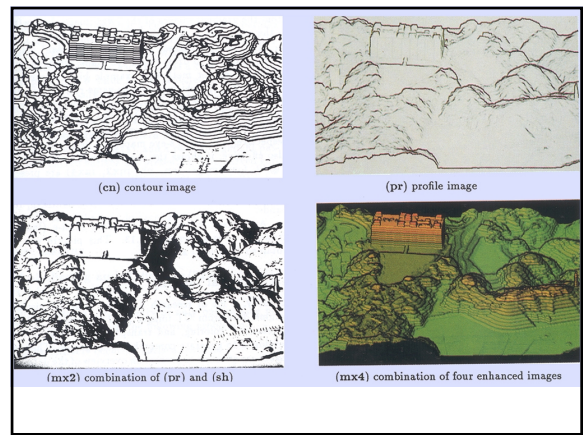 (cn) contour image
(pr) profile image
(mx2) combination of (pr) and (sh)
(mx4) combination of four enhanced images